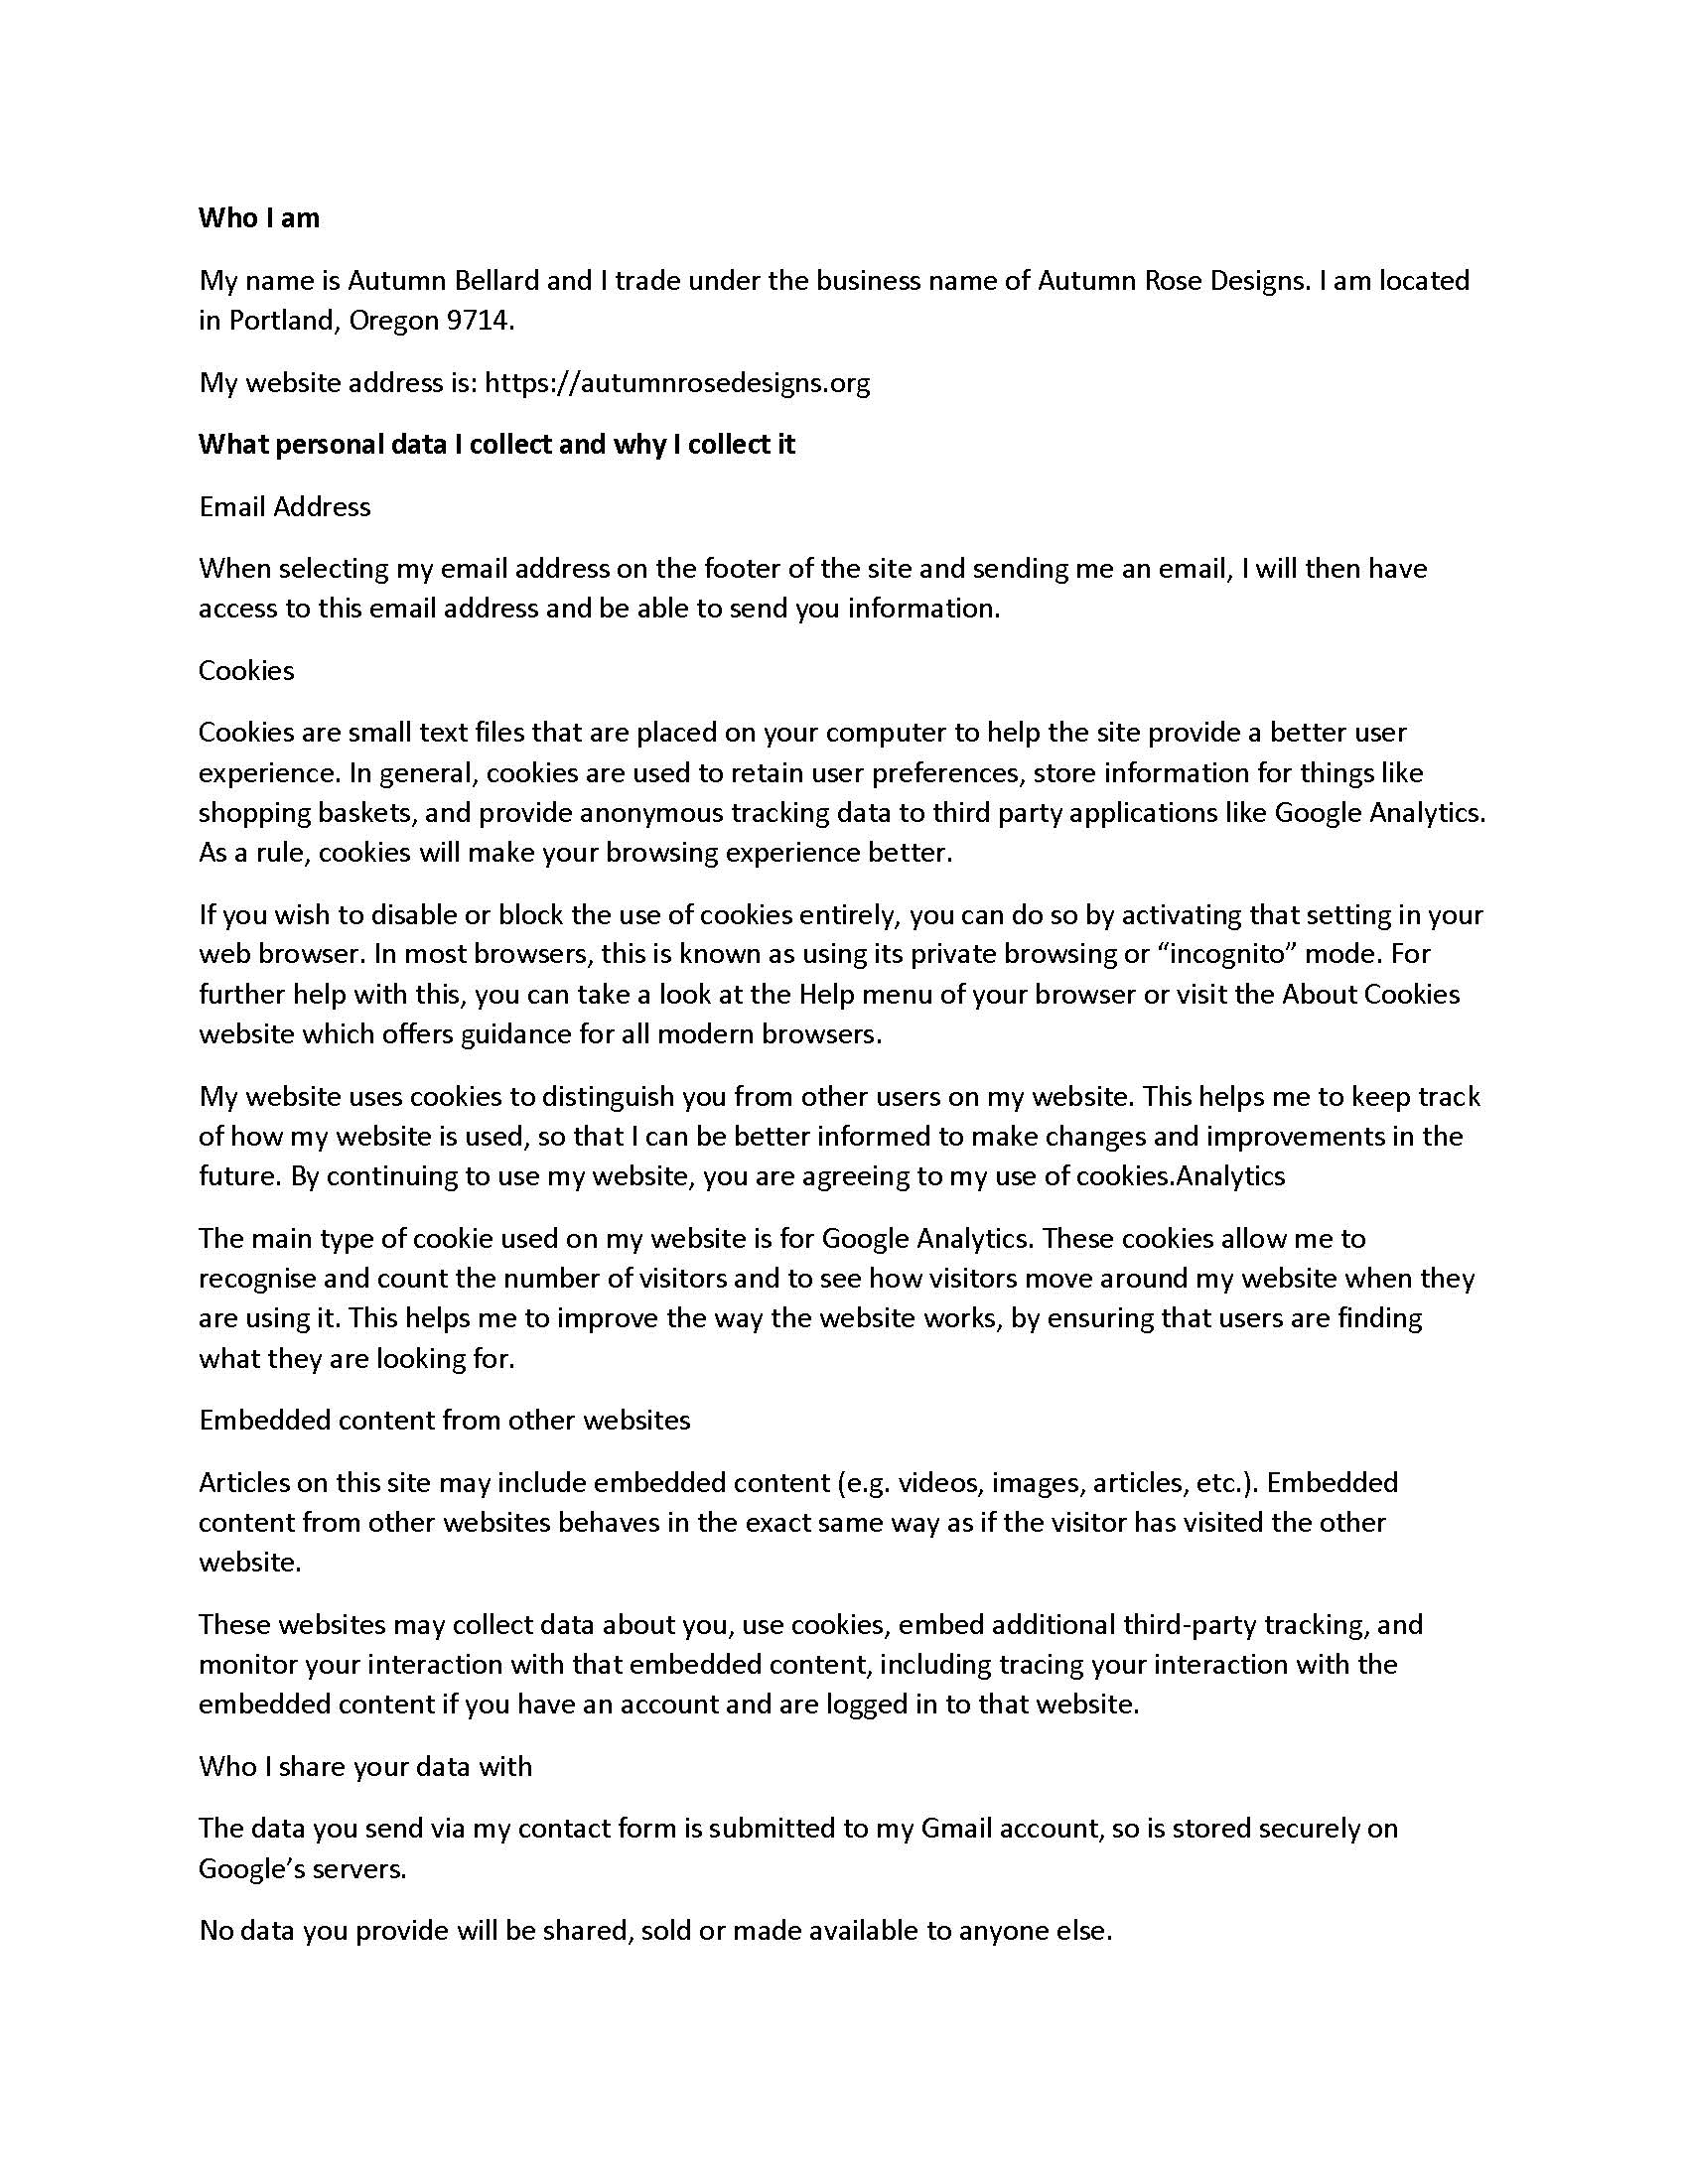 Who I am
My name is Autumn Bellard and I trade under the business name of Autumn Rose Designs. I am located
in Portland, Oregon 9714.
My website address is: https://autumnrosedesigns.org
What personal data I collect and why I collect it
Email Address
When selecting my email address on the footer of the site and sending me an email, I will then have
access to this email address and be able to send you information.
Cookies
Cookies are small text files that are placed on your computer to help the site provide a better user
experience. In general, cookies are used to retain user preferences, store information for things like
shopping baskets, and provide anonymous tracking data to third party applications like Google Analytics.
As a rule, cookies will make your browsing experience better.
If you wish to disable or block the use of cookies entirely, you can do so by activating that setting in your
web browser. In most browsers, this is known as using its private browsing or “incognito” mode. For
further help with this, you can take a look at the Help menu of your browser or visit the About Cookies
website which offers guidance for all modern browsers.
My website uses cookies to distinguish you from other users on my website. This helps me to keep track
of how my website is used, so that I can be better informed to make changes and improvements in the
future. By continuing to use my website, you are agreeing to my use of cookies.Analytics
The main type of cookie used on my website is for Google Analytics. These cookies allow me to
recognise and count the number of visitors and to see how visitors move around my website when they
are using it. This helps me to improve the way the website works, by ensuring that users are finding
what they are looking for.
Embedded content from other websites
Articles on this site may include embedded content (e.g. videos, images, articles, etc.). Embedded
content from other websites behaves in the exact same way as if the visitor has visited the other
website.
These websites may collect data about you, use cookies, embed additional third-party tracking, and
monitor your interaction with that embedded content, including tracing your interaction with the
embedded content if you have an account and are logged in to that website.
Who I share your data with
The data you send via my contact form is submitted to my Gmail account, so is stored securely on
Google’s servers.
No data you provide will be shared, sold or made available to anyone else.